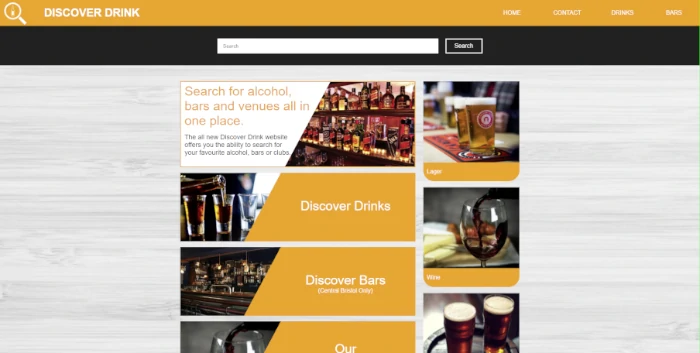 DISCOVER DRINK
HOME
CONTACT
DRINKS
BARS
Search
Search
Search for alcohol,
bars and venues all in
one place.
The all new Discover Drink website
offers you the ability to search for
your favourite alcohol, bars or clubs
Lager
Discover Drinks
Discover Bars
(Central Bristol Only)
Wine
Our